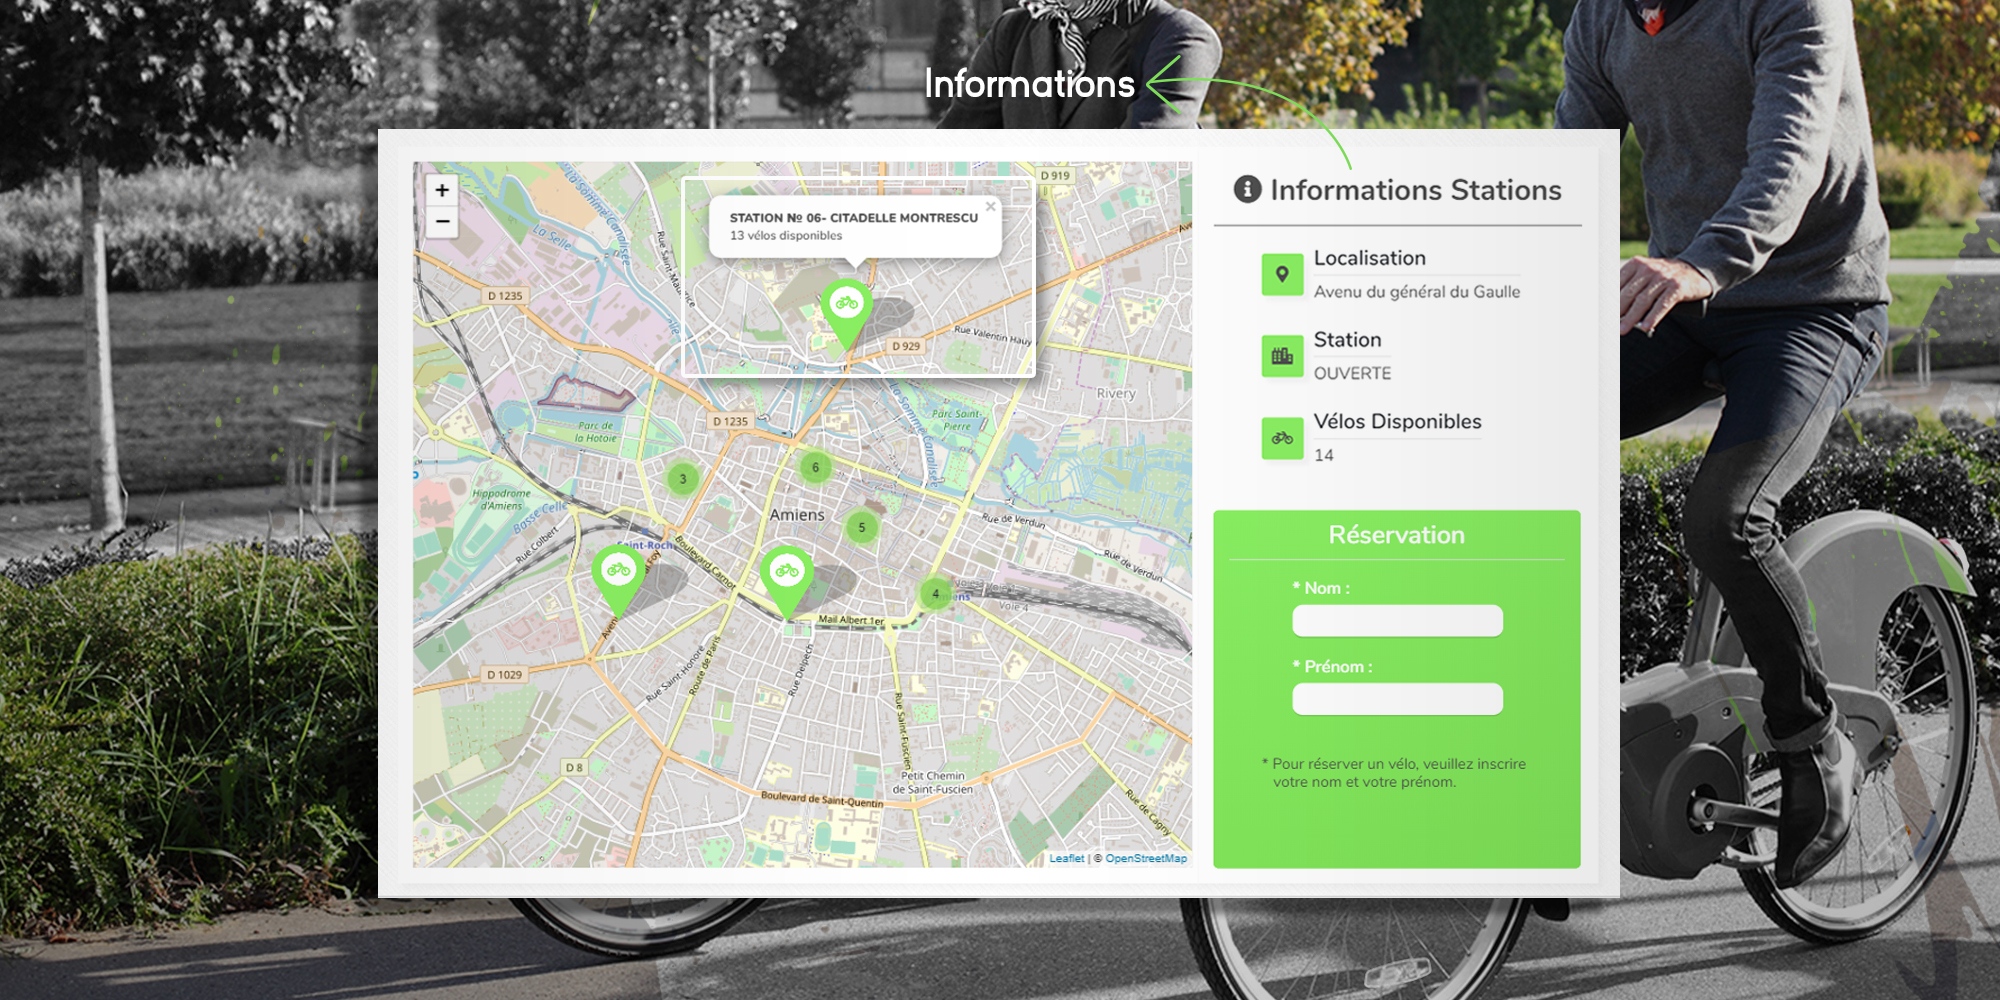 Informations
+
−
STATION № 06- CITADELLE MONTRESCU
×
13 vélos disponibles
D 919
La Somme Canalisée
La Selle
Rue Saint-Maurice
D 1235
Rue Valentin Hauy
D 929
Rivery
La Somme Canalisée
Parc Saint-
Pierre
D 1235
Parc de
la Hotoie
3
6
Hippodrome
d'Amiens
Basse Celle
Amiens
5
Rue de Verdun
Rue Colbert
Saint-Roch
Boulevard Carnot
Rue de Verdun
4
Voie 4
Mail Albert 1er
D 1029
Rue Saint-Honoré
Route de Paris
Rue Delpech
Rue Saint-Fuscien
D 8
Petit Chemin
de Saint-Fuscien
Boulevard de Saint-Quentin
Rue de Cagny
Leaflet | © OpenStreetMap
Informations Stations
Localisation
Avenu du général du Gaulle
Station
OUVERTE
Vélos Disponibles
14
Réservation
* Nom :
* Prénom :
* Pour réserver un vélo, veuillez inscrire
votre nom et votre prénom.